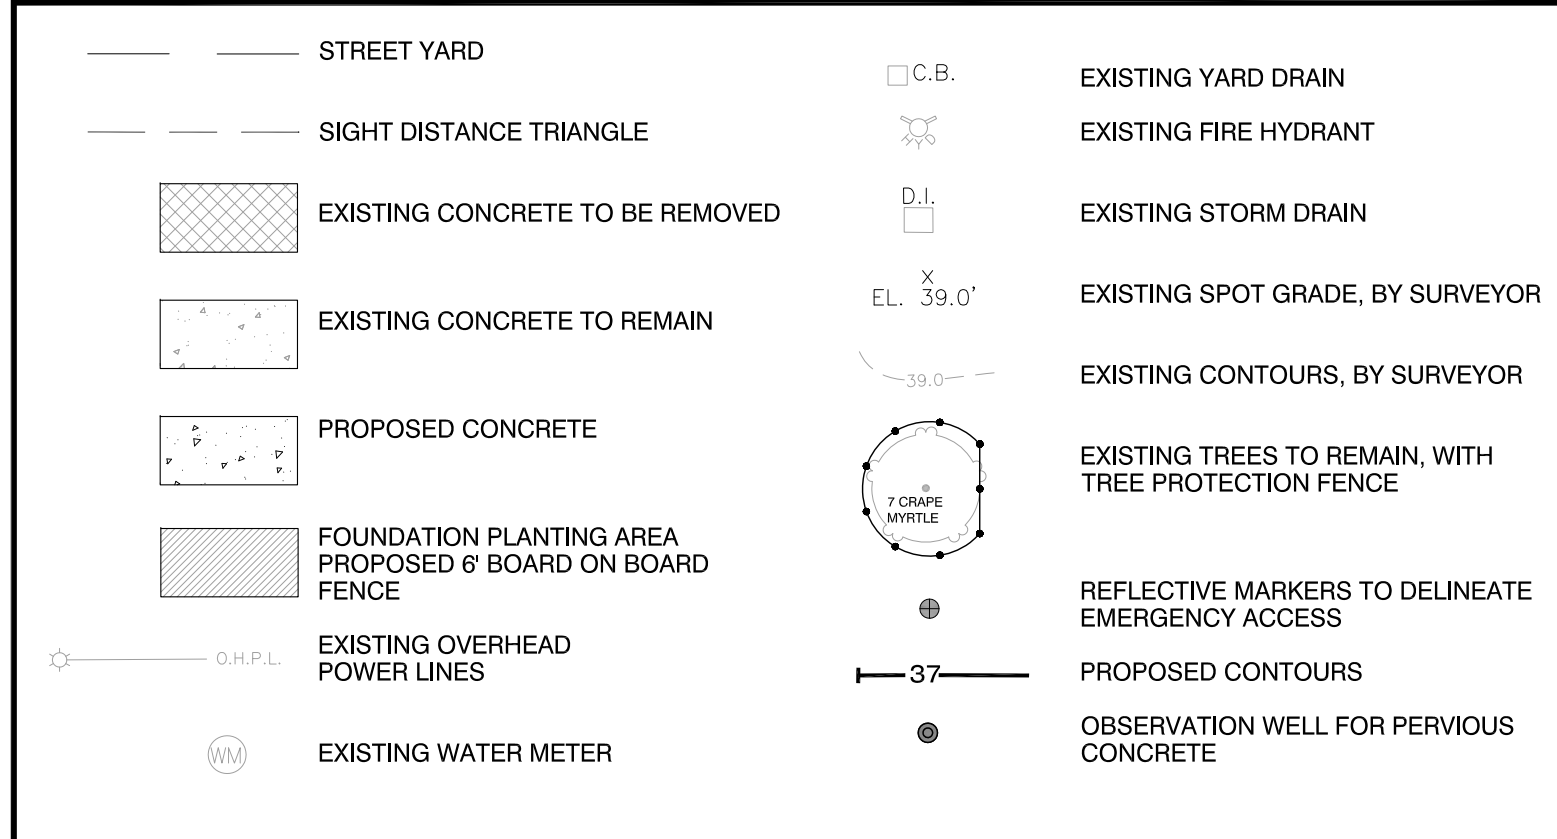 STREET YARD
SIGHT DISTANCE TRIANGLE
EXISTING CONCRETE TO BE REMOVED
EXISTING CONCRETE TO REMAIN
PROPOSED CONCRETE
FOUNDATION PLANTING AREA
PROPOSED 6' BOARD ON BOARD
FENCE
O.H.P.L.
EXISTING OVERHEAD
POWER LINES
WM
EXISTING WATER METER
C.B.
EXISTING YARD DRAIN
HYD
EXISTING FIRE HYDRANT
D.I.
EXISTING STORM DRAIN
X
EL. 39.0'
EXISTING SPOT GRADE, BY SURVEYOR
39.0
EXISTING CONTOURS, BY SURVEYOR
7 CRAPE
MYRTLE
EXISTING TREES TO REMAIN, WITH
TREE PROTECTION FENCE
REFLECTIVE MARKERS TO DELINEATE
EMERGENCY ACCESS
37
PROPOSED CONTOURS
OBSERVATION WELL FOR PERVIOUS
CONCRETE